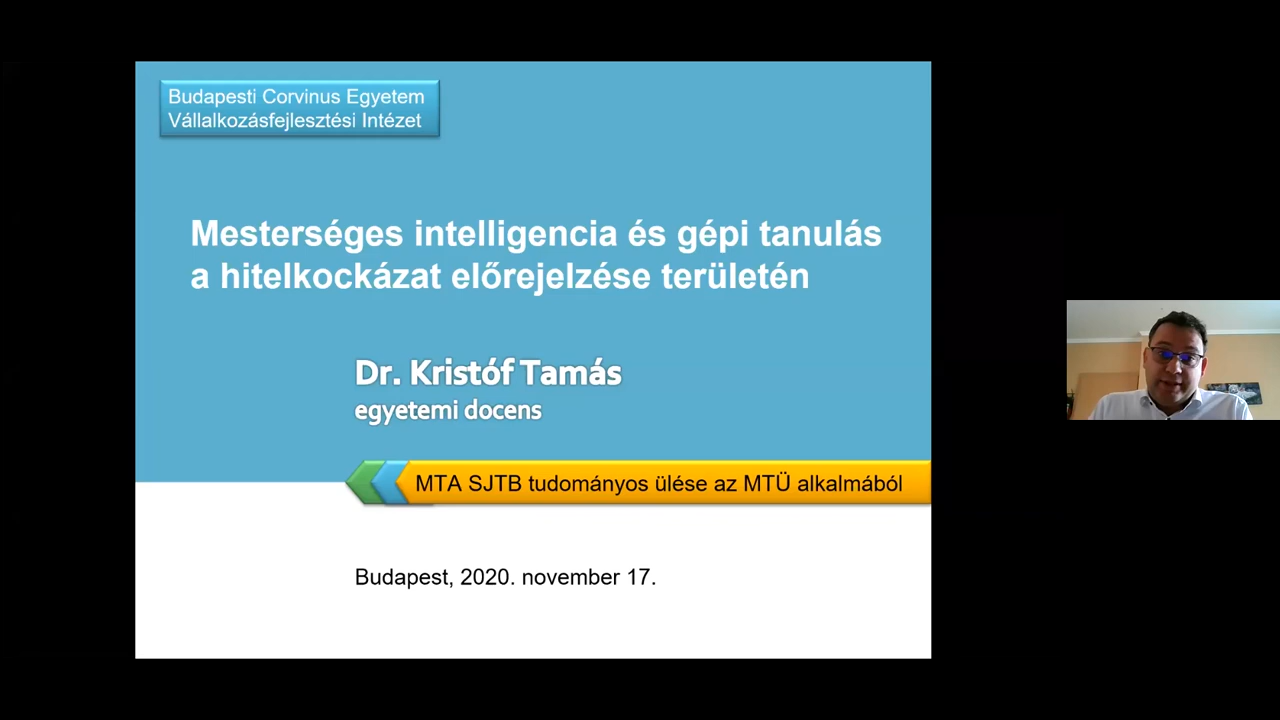 Budapesti Corvinus Egyetem
Vállalkozásfejlesztési Intézet
Mesterséges intelligencia és gépi tanulás
a hitelkockázat előrejelzése területén
Dr. Kristóf Tamás
egyetemi docens
MTA SJTB tudományos ülése az MTÜ alkalmából
Budapest, 2020. november 17.